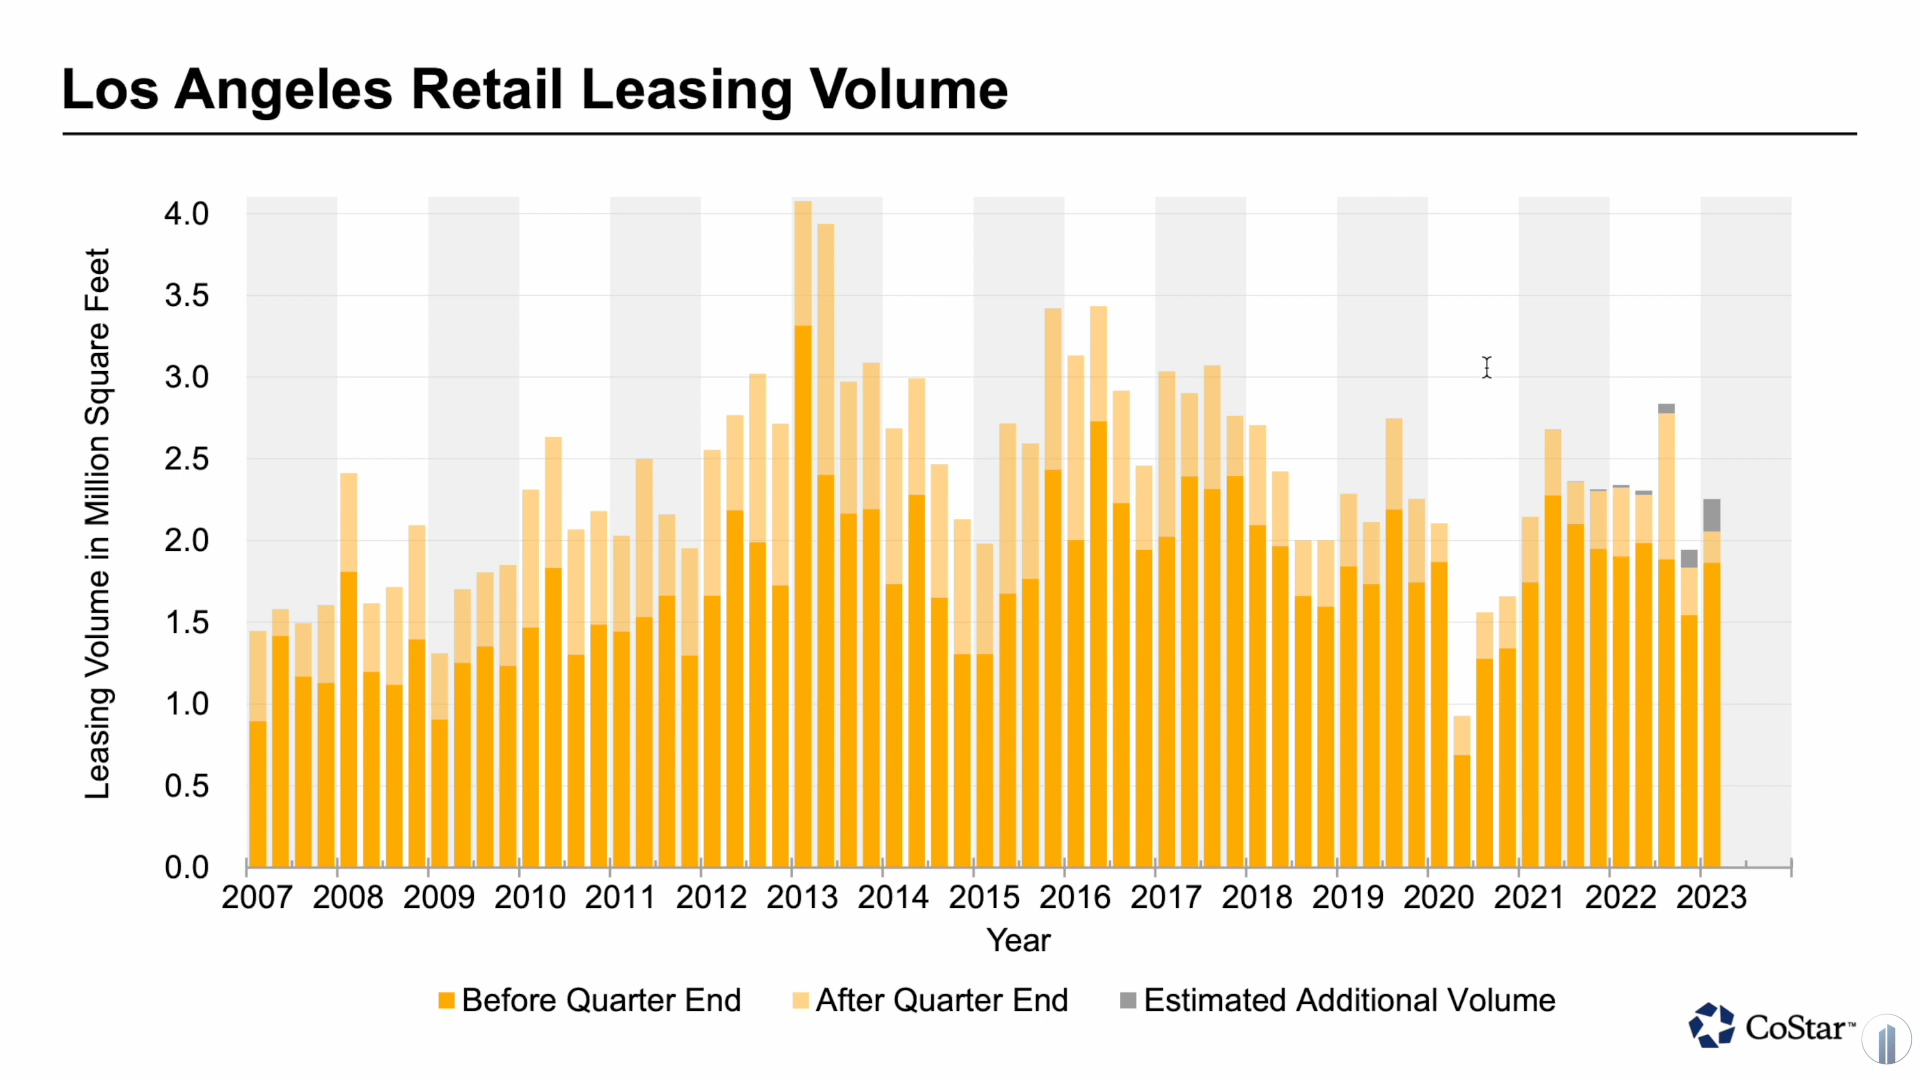 Los Angeles Retail Leasing Volume
Leasing Volume in Million Square Feet
4.0
3.5
3.0
2.5
2.0
1.5
1.0
0.5
0.0
2007 2008 2009 2010 2011 2012 2013 2014 2015 2016 2017 2018 2019 2020 2021 2022 2023
Year
Before Quarter End After Quarter End Estimated Additional Volume
CoStar™